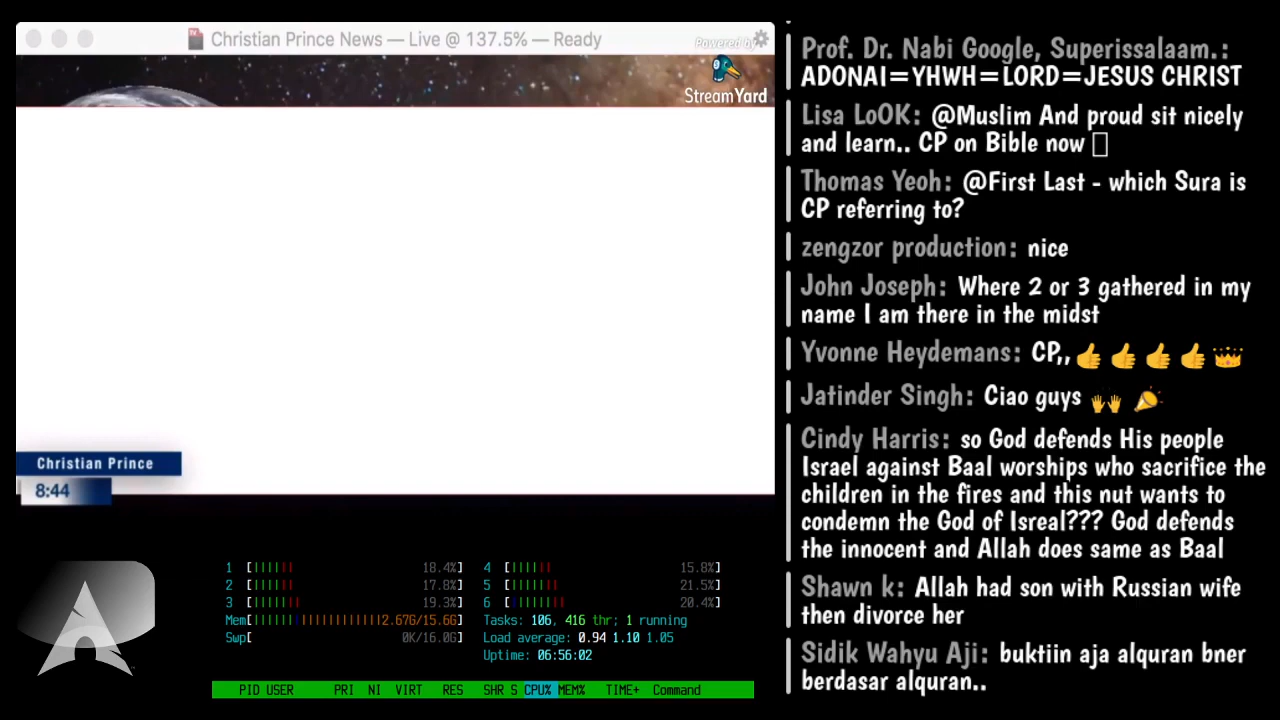 Christian Prince News — Live @ 137.5% — Ready
Powered by
StreamYard
Christian Prince
8:44
1 [|||||||| 18.4%]
2 [|||||||| 17.8%]
3 [||||||||| 19.3%]
Mem[||||||||||||||||||||||2.67G/15.6G]
Swp[ 0K/16.0G]
4 [||||||| 15.8%]
5 [||||||||| 21.5%]
6 [||||||||| 20.4%]
Tasks: 106, 416 thr; 1 running
Load average: 0.94 1.10 1.05
Uptime: 06:56:02
PID USER PRI NI VIRT RES SHR S CPU% MEM% TIME+ Command
Prof. Dr. Nabi Google, Superissalaam.:
ADONAI=YHWH=LORD=JESUS CHRIST
Lisa LoOK: @Muslim And proud sit nicely
and learn.. CP on Bible now
Thomas Yeoh: @First Last - which Sura is
CP referring to?
zengzor production: nice
John Joseph: Where 2 or 3 gathered in my
name I am there in the midst
Yvonne Heydemans: CP,,👍👍👍👍👑
Jatinder Singh: Ciao guys 🙌 🎉
Cindy Harris: so God defends His people
Israel against Baal worships who sacrifice the
children in the fires and this nut wants to
condemn the God of Isreal??? God defends
the innocent and Allah does same as Baal
Shawn k: Allah had son with Russian wife
then divorce her
Sidik Wahyu Aji: buktiin aja alquran bner
berdasar alquran..